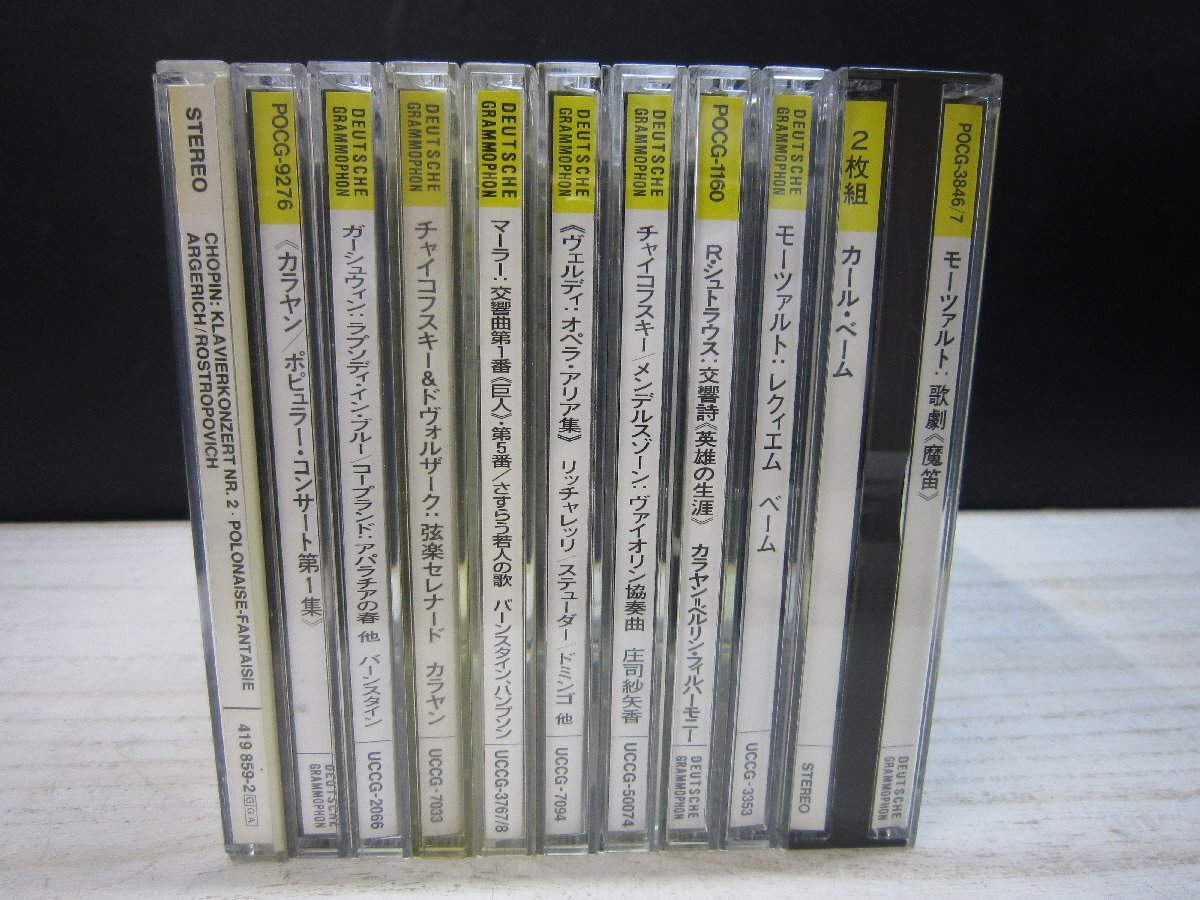 STEREO
CHOPIN: KLAVIERKONZERT NR. 2 · POLONAISE-FANTAISIE
ARGERICH/ROSTROPOVICH
419 859-2 GGA
POCG-9276
《カラヤン/ポピュラー・コンサート第1集》
DEUTSCHE
GRAMMOPHON
DEUTSCHE
GRAMMOPHON
ガーシュウィン:ラプソディ・イン・ブルー/コープランド:アパラチアの春 他 バーンスタイン
UCCG-2066
DEUTSCHE
GRAMMOPHON
チャイコフスキー&ドヴォルザーク:弦楽セレナード カラヤン
UCCG-7033
DEUTSCHE
GRAMMOPHON
マーラー:交響曲第1番《巨人》・第5番/さすらう若人の歌 バーンスタイン/ハンプソン
UCCG-3767/8
DEUTSCHE
GRAMMOPHON
《ヴェルディ:オペラ・アリア集》 リッチャレッリ/ステューダー/ドミンゴ 他
UCCG-7094
DEUTSCHE
GRAMMOPHON
チャイコフスキー/メンデルスゾーン:ヴァイオリン協奏曲 庄司紗矢香
UCCG-50074
POCG-1160
R・シュトラウス:交響詩《英雄の生涯》 カラヤン=ベルリン・フィルハーモニー
DEUTSCHE
GRAMMOPHON
DEUTSCHE
GRAMMOPHON
モーツァルト:レクィエム ベーム
UCCG-3353
2枚組
カール・ベーム
STEREO
POCG-3846/7
モーツァルト:歌劇《魔笛》
DEUTSCHE
GRAMMOPHON